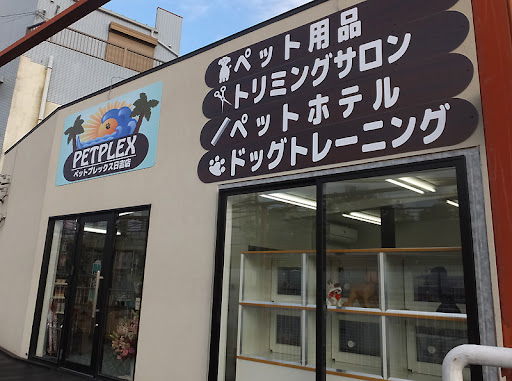 PETPLEX
ペットプレックス日吉店
ペット用品
トリミングサロン
ペットホテル
ドッグトレーニング